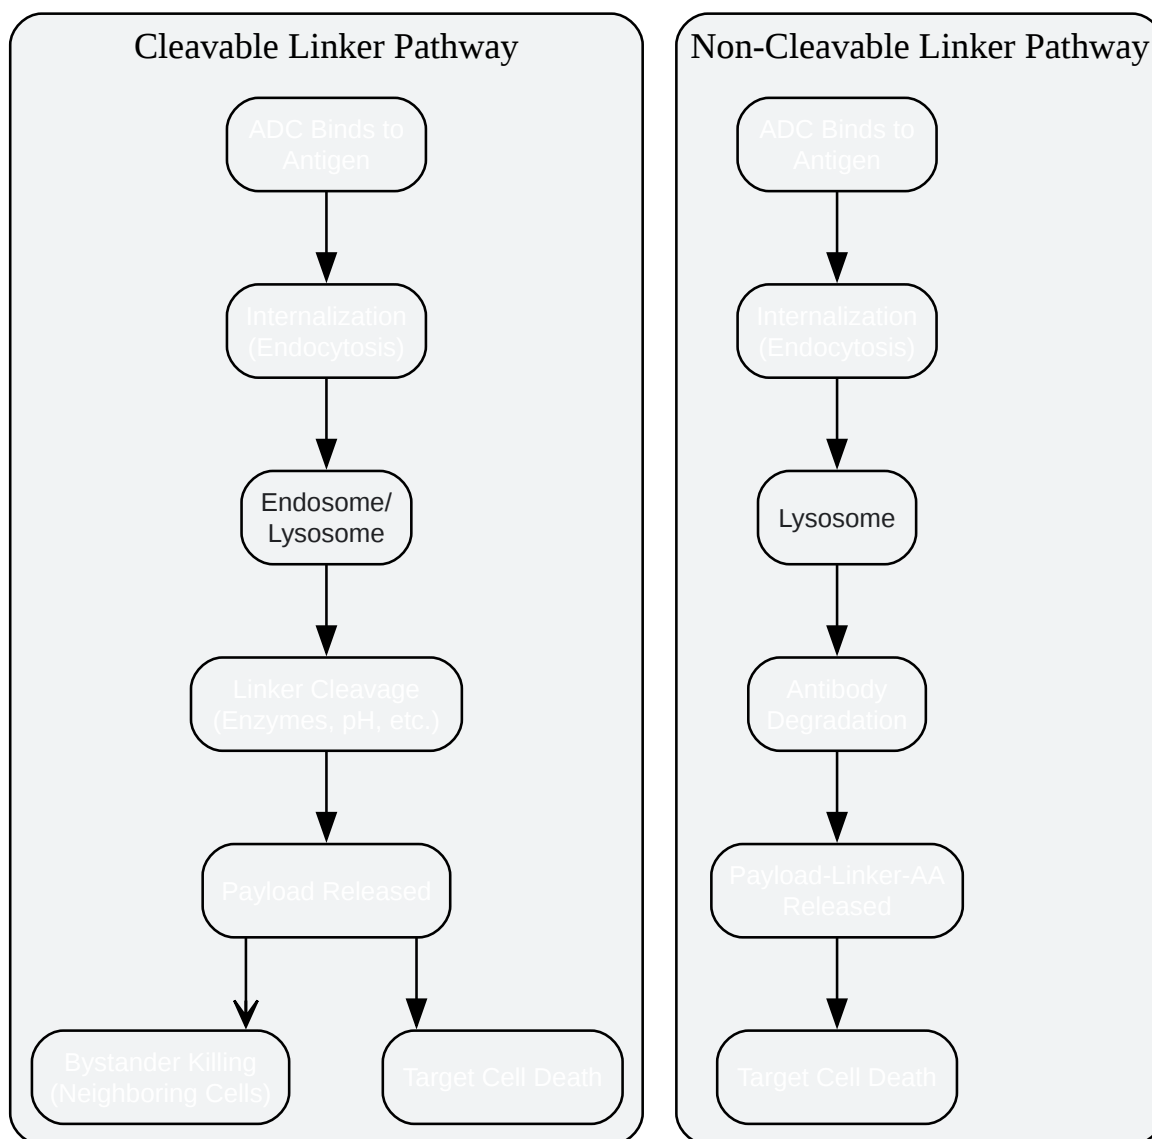 Cleavable Linker Pathway
ADC Binds to
Antigen
Internalization
(Endocytosis)
Endosome/
Lysosome
Linker Cleavage
(Enzymes, pH, etc.)
Payload Released
Bystander Killing
(Neighboring Cells)
Target Cell Death
Non-Cleavable Linker Pathway
ADC Binds to
Antigen
Internalization
(Endocytosis)
Lysosome
Antibody
Degradation
Payload-Linker-AA
Released
Target Cell Death